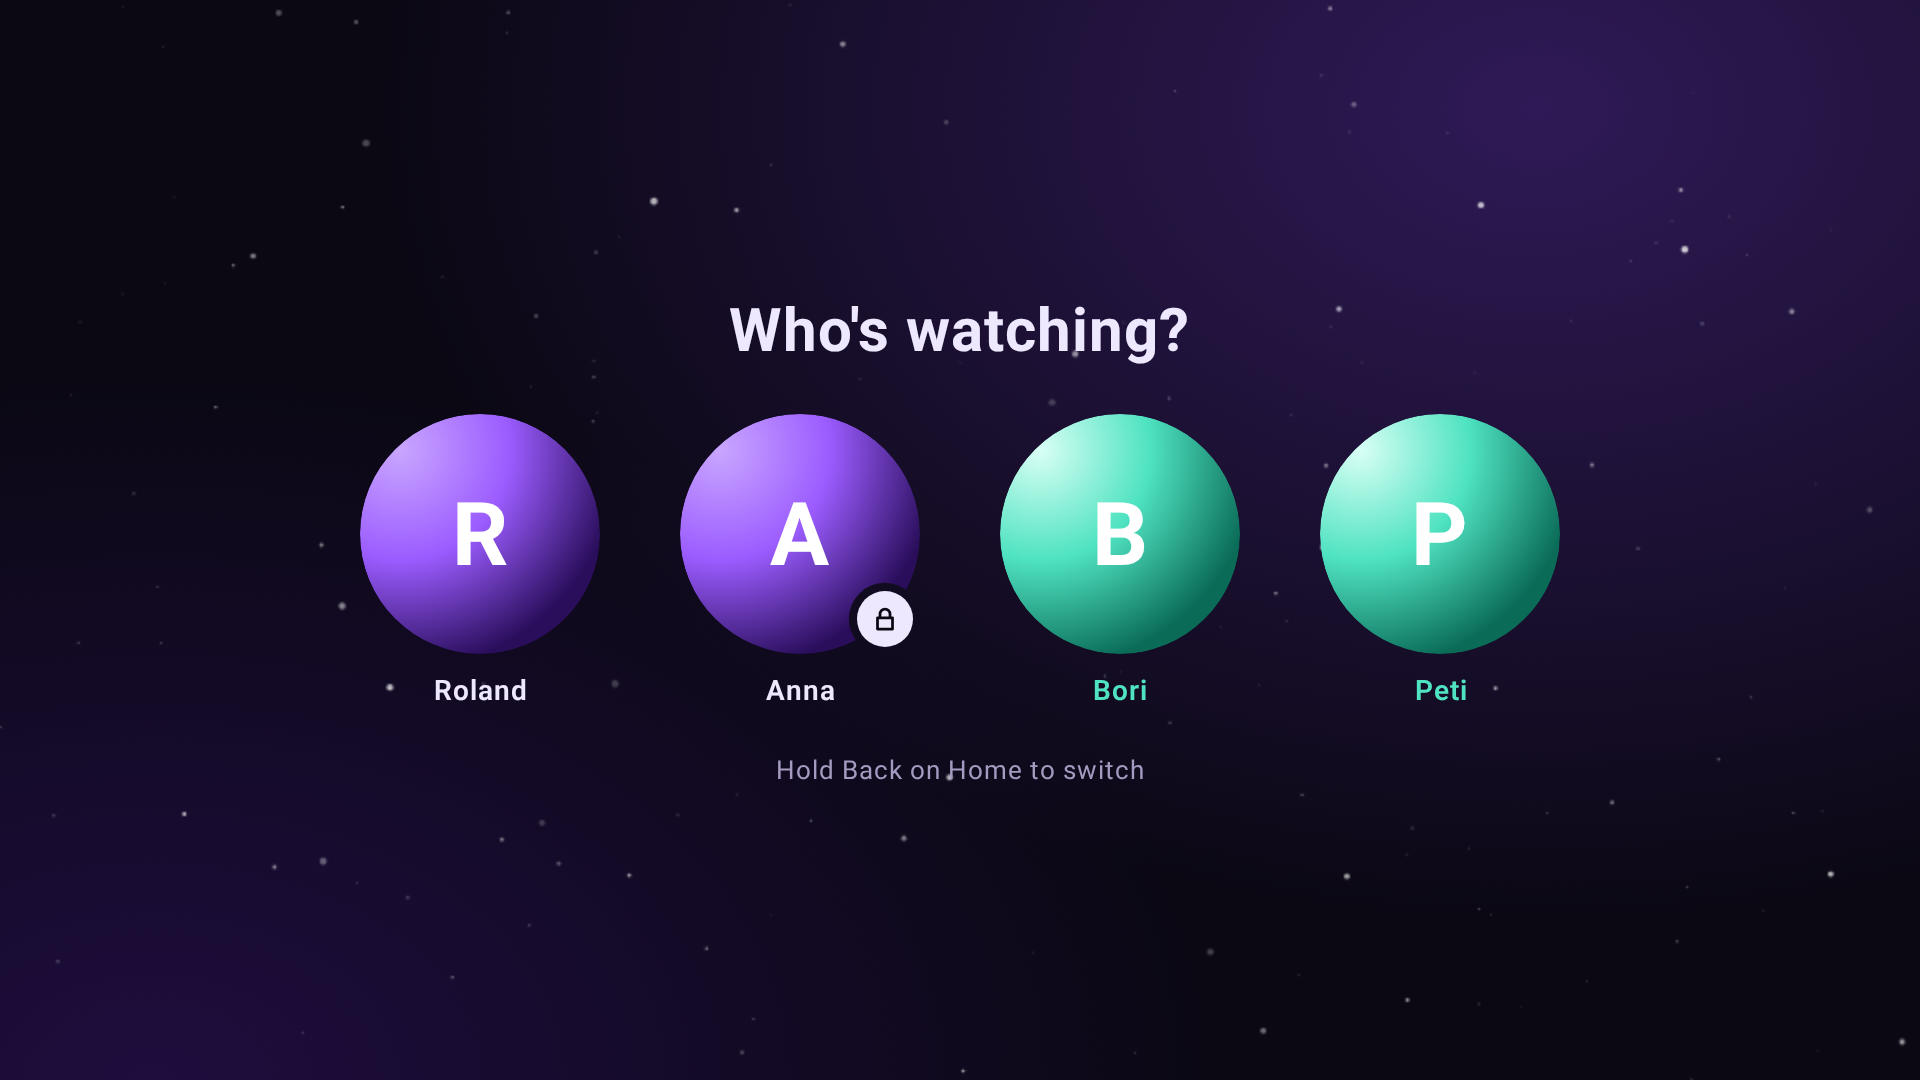 Who's watching?
R
A
B
P
Roland
Anna
Bori
Peti
Hold Back on Home to switch